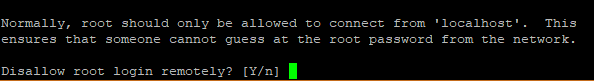 Normally, root should only be allowed to connect from 'localhost'.  This
ensures that someone cannot guess at the root password from the network.
Disallow root login remotely? [Y/n]